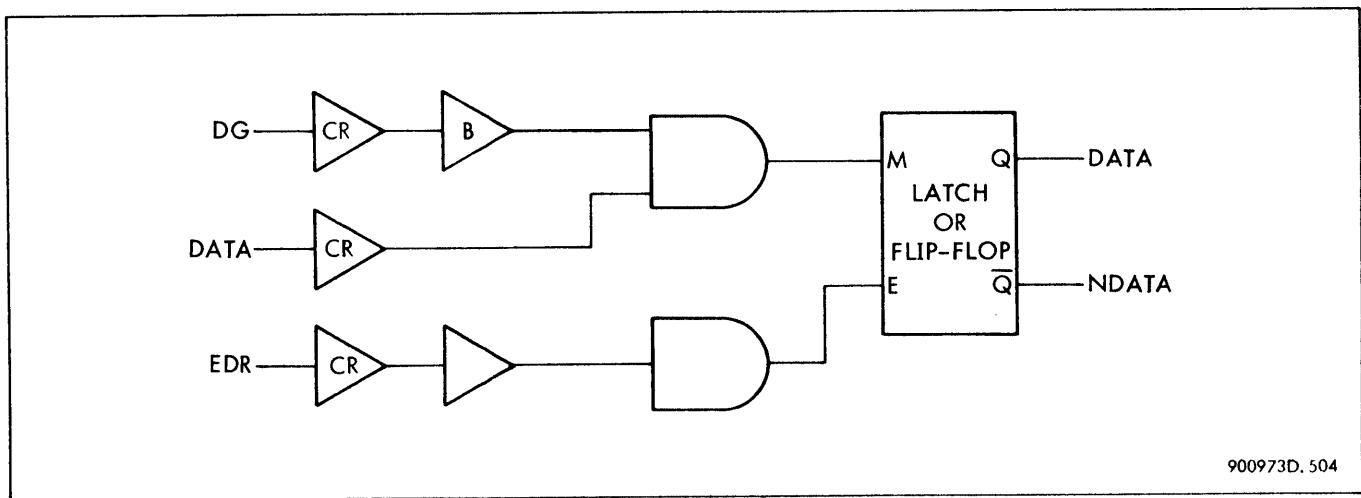 DG
CR
B
DATA
CR
EDR
CR
M
Q
LATCH
OR
FLIP-FLOP
E
Q̅
DATA
NDATA
900973D. 504